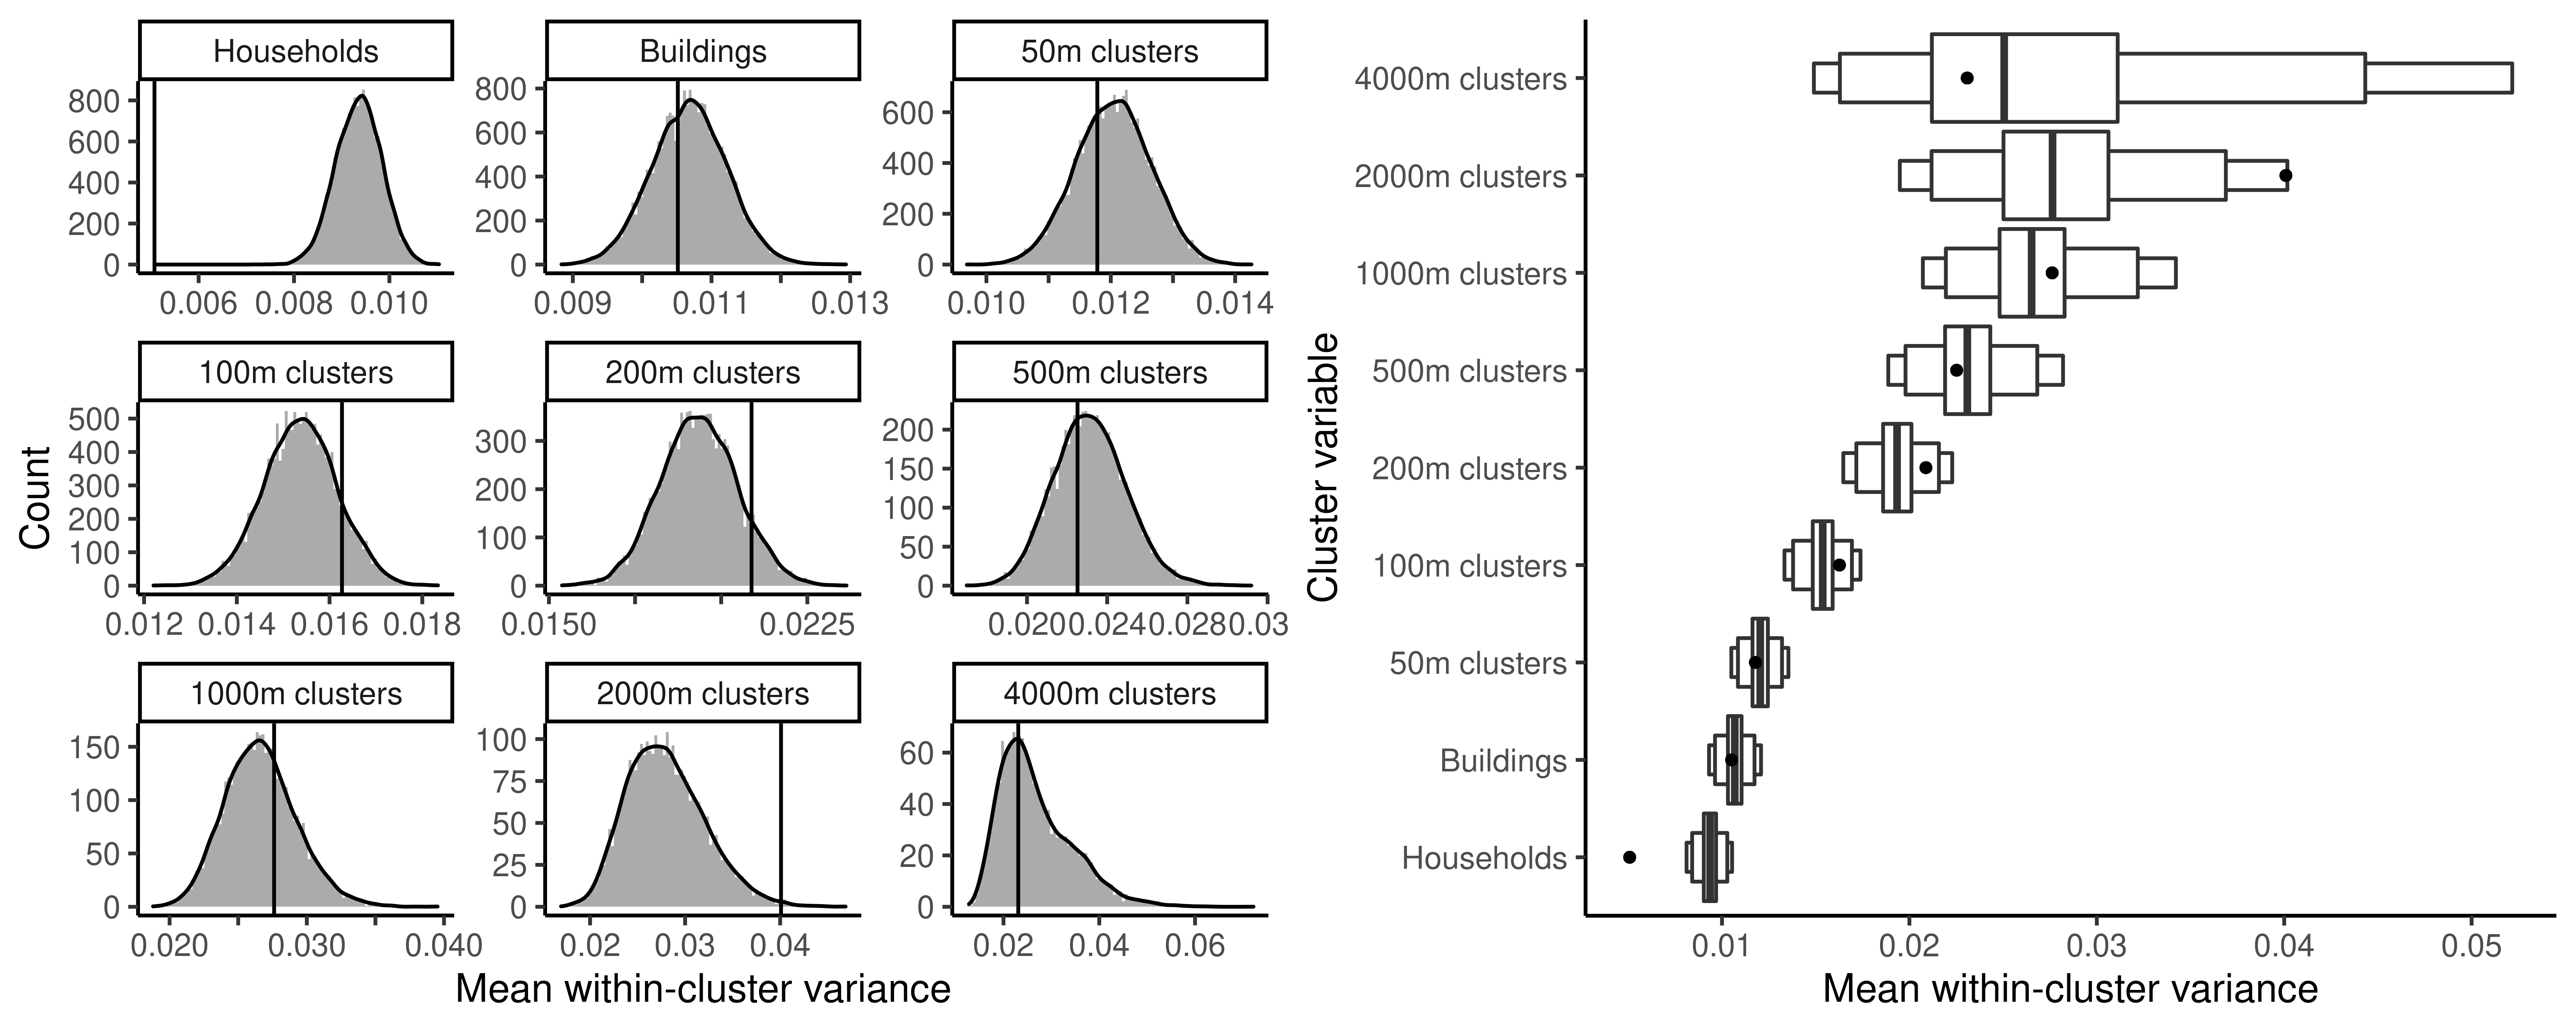 Households
Buildings
50m clusters
800
600
400
200
0
0.006 0.008 0.010
800
600
400
200
0
0.009 0.011 0.013
600
400
200
0
0.010 0.012 0.014
100m clusters
200m clusters
500m clusters
500
400
300
200
100
0
0.012 0.014 0.016 0.018
300
200
100
0
0.0150 0.0225
200
150
100
50
0
0.020 0.024 0.028 0.03
1000m clusters
2000m clusters
4000m clusters
150
100
50
0
0.020 0.030 0.040
100
75
50
25
0
0.02 0.03 0.04
60
40
20
0
0.02 0.04 0.06
Count
Mean within-cluster variance
Cluster variable
4000m clusters
2000m clusters
1000m clusters
500m clusters
200m clusters
100m clusters
50m clusters
Buildings
Households
0.01 0.02 0.03 0.04 0.05
Mean within-cluster variance